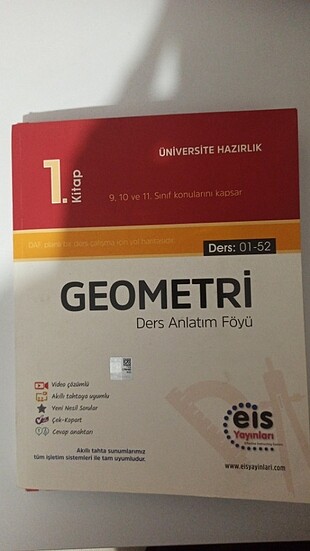 1.
Kitap
ÜNİVERSİTE HAZIRLIK
9, 10 ve 11. Sınıf konularını kapsar
Ders: 01-52
GEOMETRİ
Ders Anlatım Föyü
Video çözümlü
Akıllı tahtaya uyumlu
Yeni Nesil Sorular
Çek-Kopart
Cevap anahtarı
Akıllı tahta sunumlarımız
tüm işletim sistemleri ile tam uyumludur.
eis
Yayınları
www.eisyayinlari.com